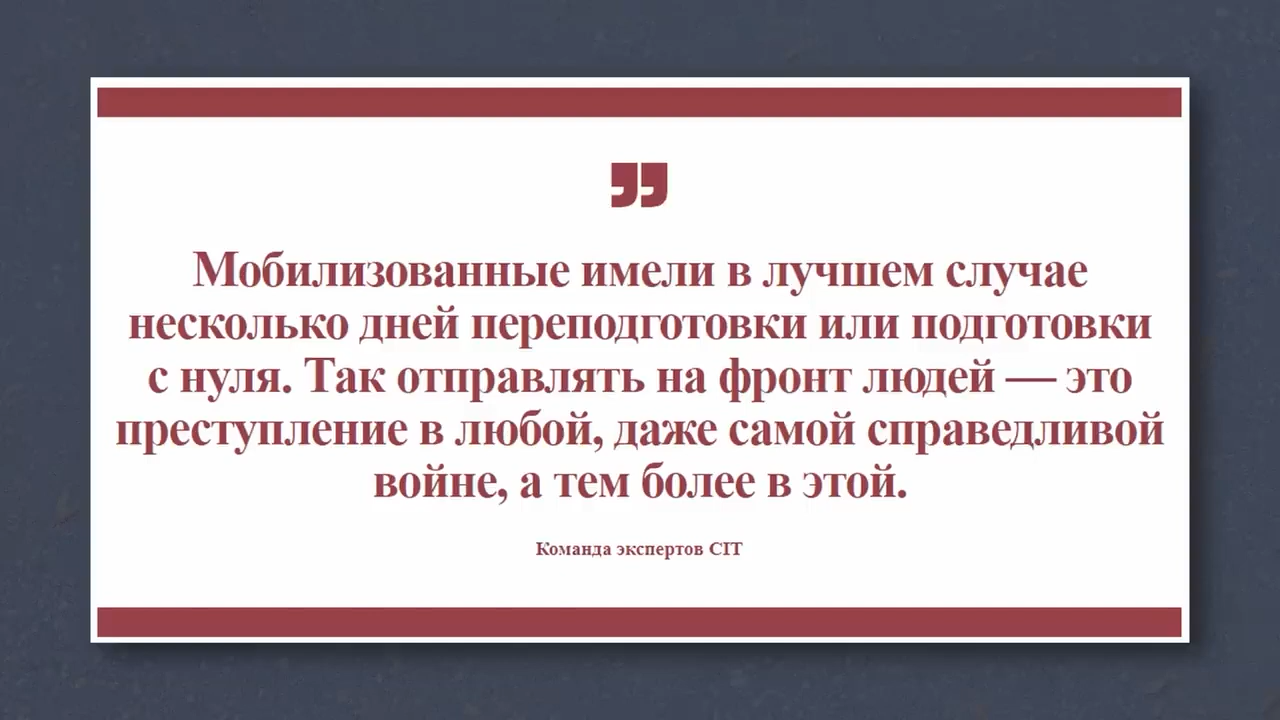 ”
Мобилизованные имели в лучшем случае
несколько дней переподготовки или подготовки
с нуля. Так отправлять на фронт людей — это
преступление в любой, даже самой справедливой
войне, а тем более в этой.
Команда экспертов CIT